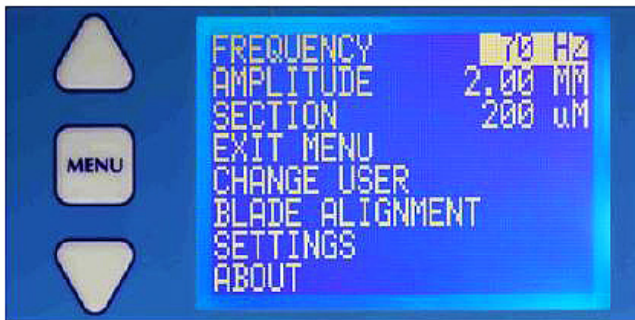 FREQUENCY 70 Hz
AMPLITUDE 2.00 MM
SECTION 200 uM
EXIT MENU
MENU
CHANGE USER
BLADE ALIGNMENT
SETTINGS
ABOUT